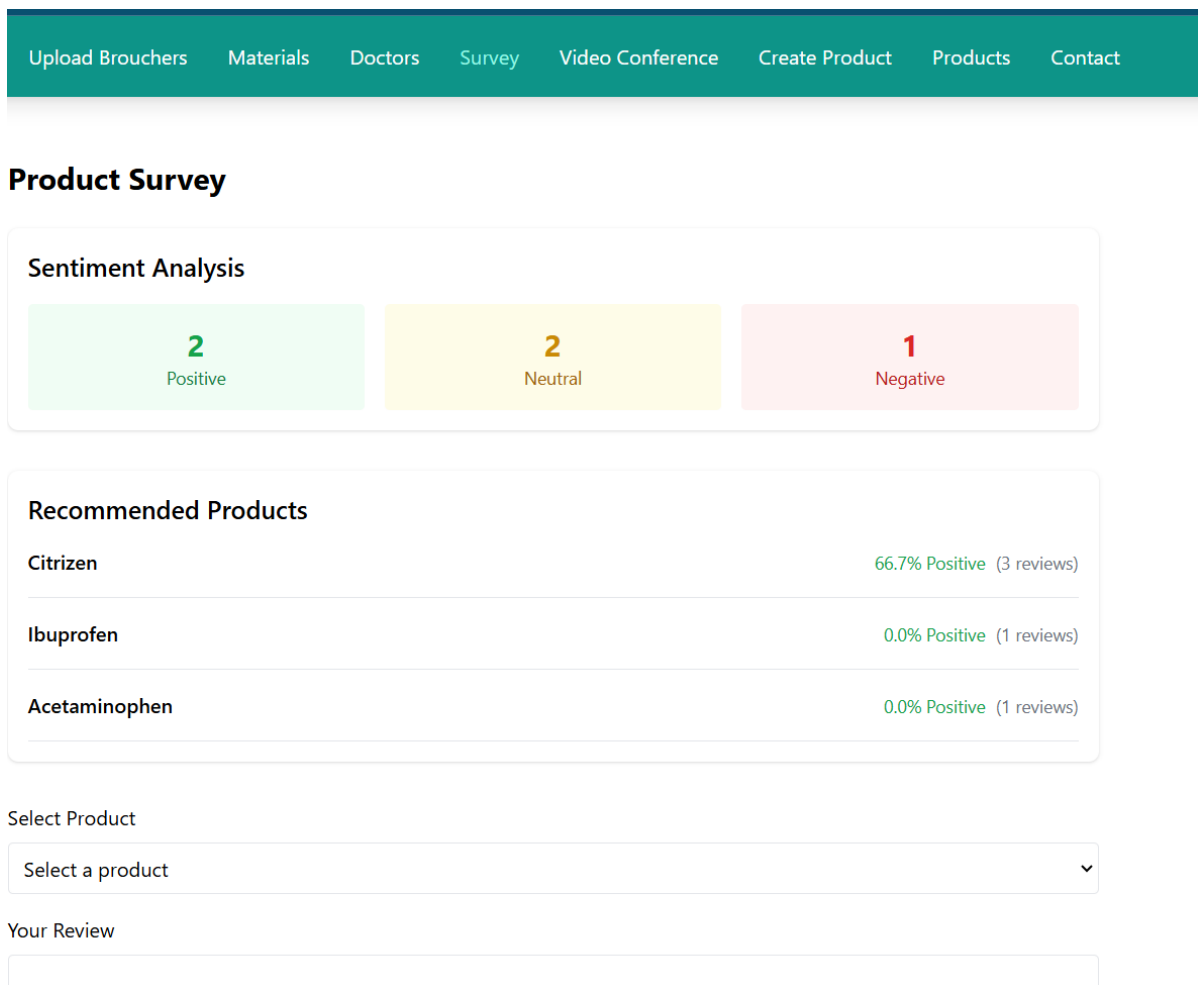 Upload Brouchers Materials Doctors Survey Video Conference Create Product Products Contact
Product Survey
Sentiment Analysis
2 2 1
Positive Neutral Negative
Recommended Products
Citrizen 66.7% Positive (3 reviews)
Ibuprofen 0.0% Positive (1 reviews)
Acetaminophen 0.0% Positive (1 reviews)
Select Product
Select a product
Your Review